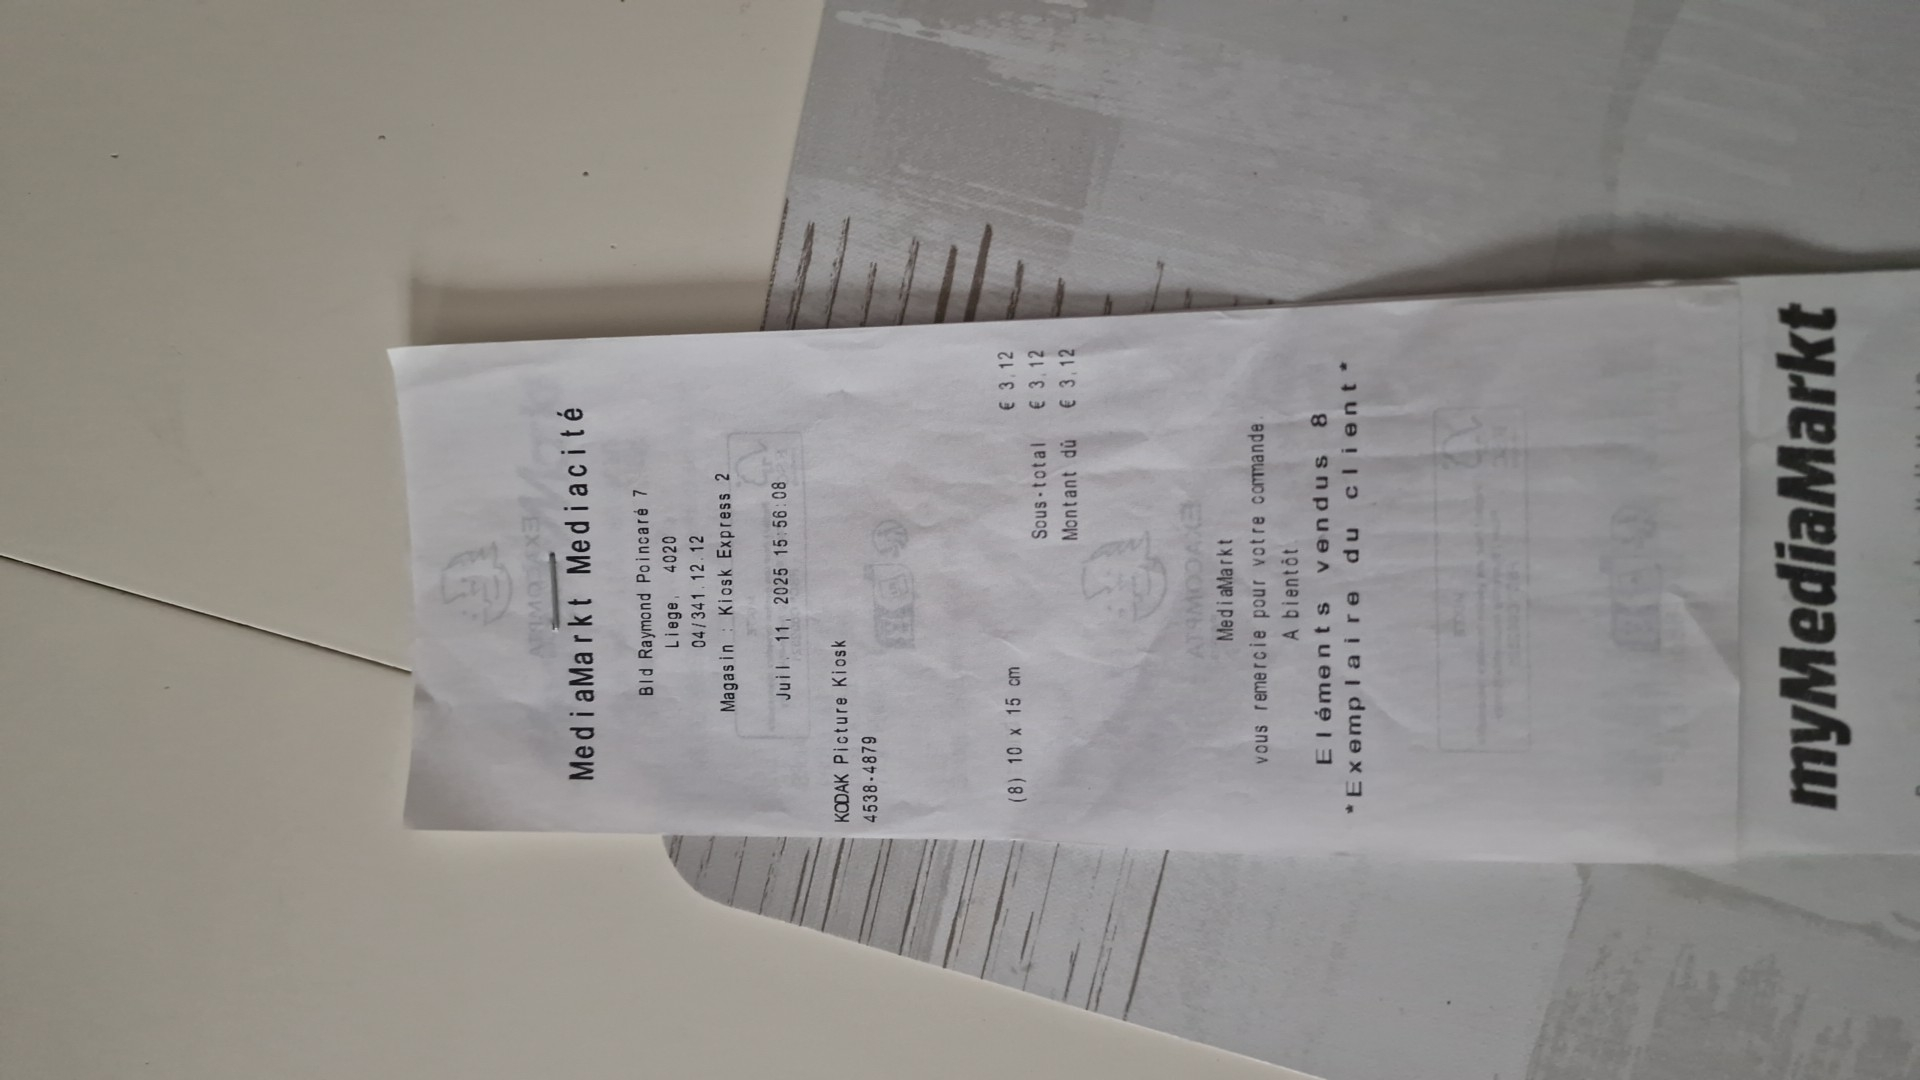 MediaMarkt Mediacité
Bld Raymond Poincaré 7
Liege, 4020
04/341.12.12
Magasin : Kiosk Express 2
Juil. 11, 2025 15:56:08
KODAK Picture Kiosk
4538-4879
(8) 10 x 15 cm € 3,12
Sous-total € 3,12
Montant dû € 3,12
MediaMarkt
vous remercie pour votre commande.
A bientôt.
Eléments vendus 8
*Exemplaire du client*
myMediaMarkt